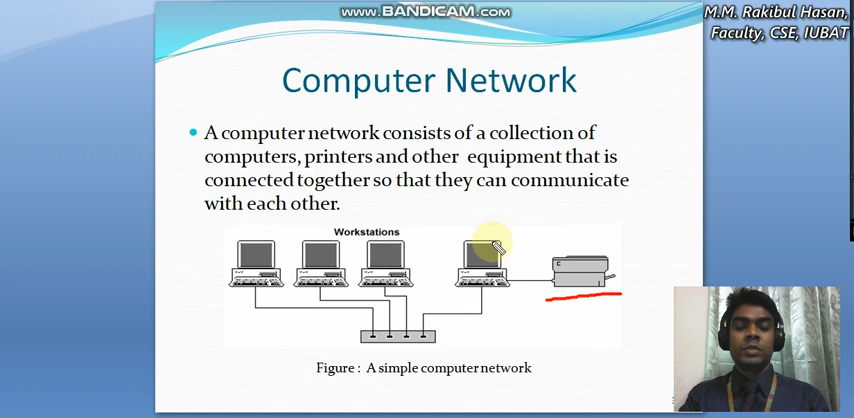 www.BANDICAM.com
M.M. Rakibul Hasan,
Faculty, CSE, IUBAT
Computer Network
• A computer network consists of a collection of
computers, printers and other equipment that is
connected together so that they can communicate
with each other.
Workstations
Figure : A simple computer network